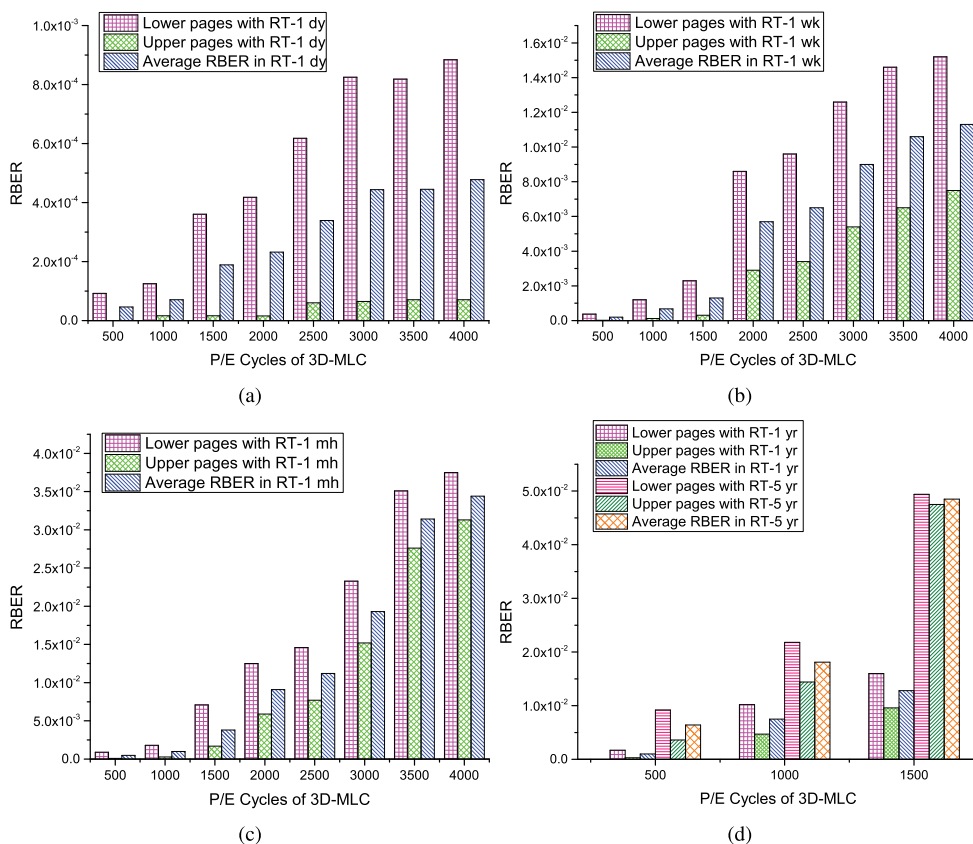 Lower pages with RT-1 dy
Upper pages with RT-1 dy
Average RBER in RT-1 dy
1.0x10⁻³
8.0x10⁻⁴
6.0x10⁻⁴
4.0x10⁻⁴
2.0x10⁻⁴
0.0
RBER
500 1000 1500 2000 2500 3000 3500 4000
P/E Cycles of 3D-MLC
(a)
Lower pages with RT-1 wk
Upper pages with RT-1 wk
Average RBER in RT-1 wk
1.6x10⁻²
1.4x10⁻²
1.2x10⁻²
1.0x10⁻²
8.0x10⁻³
6.0x10⁻³
4.0x10⁻³
2.0x10⁻³
0.0
RBER
500 1000 1500 2000 2500 3000 3500 4000
P/E Cycles of 3D-MLC
(b)
Lower pages with RT-1 mh
Upper pages with RT-1 mh
Average RBER in RT-1 mh
4.0x10⁻²
3.5x10⁻²
3.0x10⁻²
2.5x10⁻²
2.0x10⁻²
1.5x10⁻²
1.0x10⁻²
5.0x10⁻³
0.0
RBER
500 1000 1500 2000 2500 3000 3500 4000
P/E Cycles of 3D-MLC
(c)
Lower pages with RT-1 yr
Upper pages with RT-1 yr
Average RBER in RT-1 yr
Lower pages with RT-5 yr
Upper pages with RT-5 yr
Average RBER in RT-5 yr
5.0x10⁻²
4.0x10⁻²
3.0x10⁻²
2.0x10⁻²
1.0x10⁻²
0.0
RBER
500 1000 1500
P/E Cycles of 3D-MLC
(d)